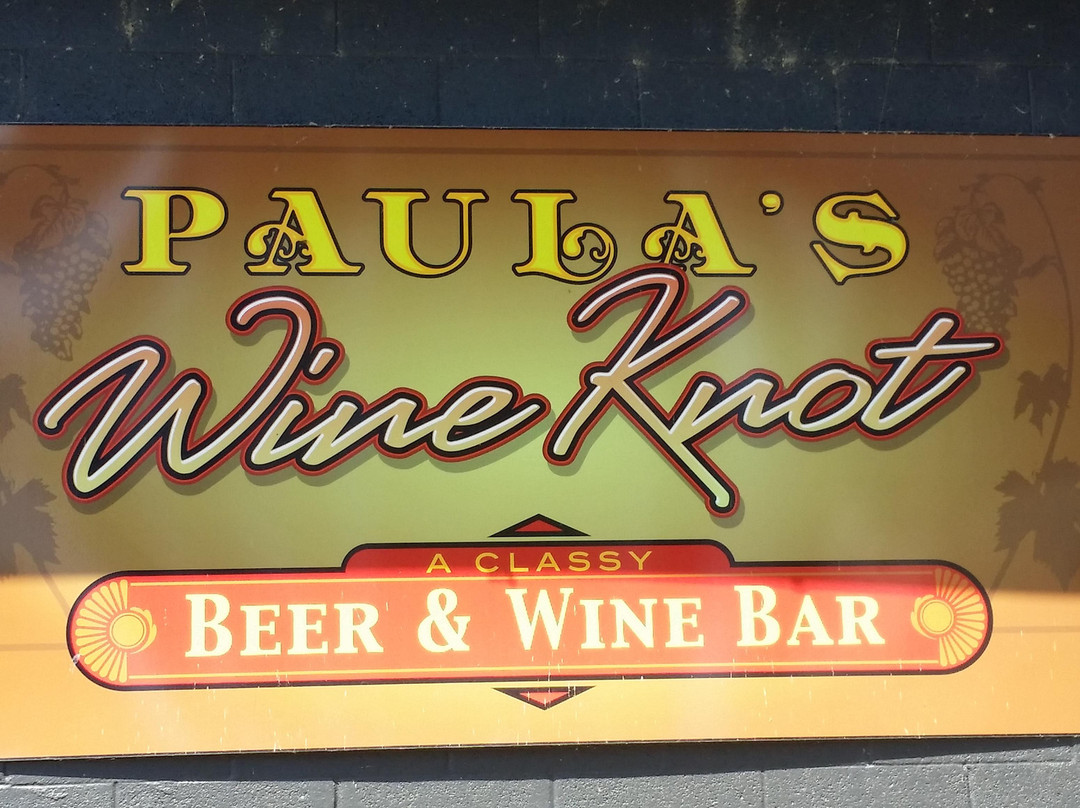 PAULA'S
Wine Knot
A CLASSY
BEER & WINE BAR